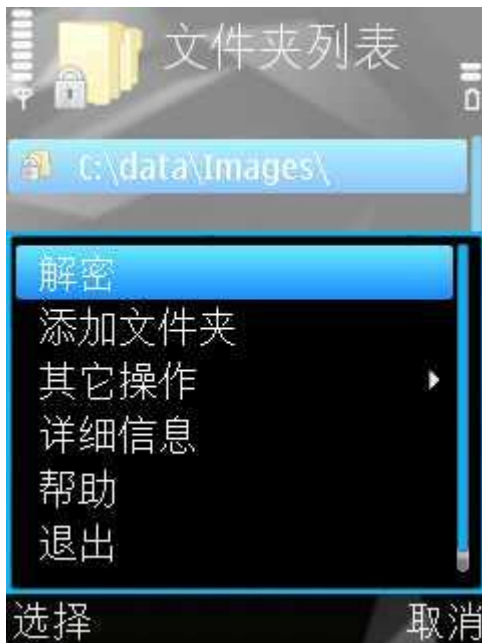 文件夹列表
C:\data\Images\
解密
添加文件夹
其它操作
详细信息
帮助
退出
选择 取消